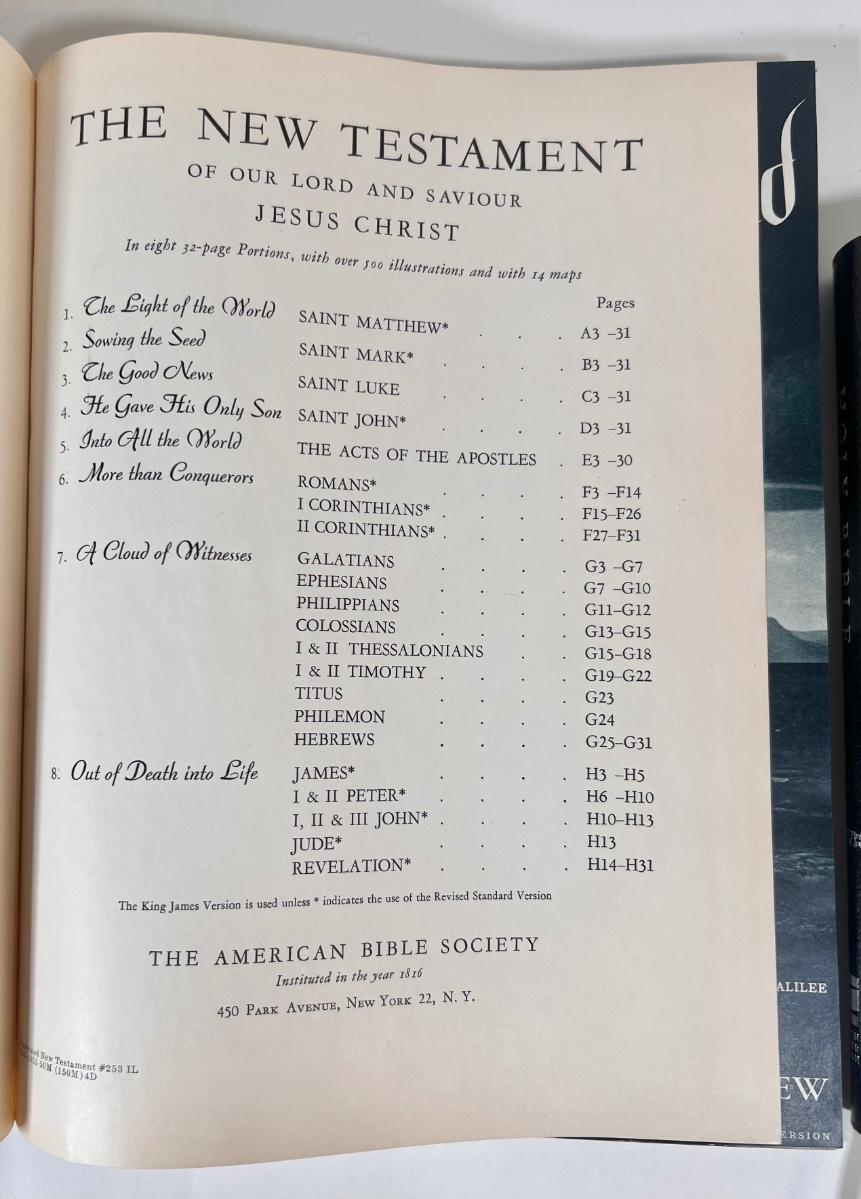 THE NEW TESTAMENT
OF OUR LORD AND SAVIOUR
JESUS CHRIST
In eight 32-page Portions, with over 500 illustrations and with 14 maps
Pages
1. The Light of the World SAINT MATTHEW* . . . A3 -31
2. Sowing the Seed SAINT MARK* . . . . B3 -31
3. The Good News SAINT LUKE . . . . C3 -31
4. He Gave His Only Son SAINT JOHN* . . . . D3 -31
5. Into All the World THE ACTS OF THE APOSTLES . E3 -30
6. More than Conquerors ROMANS* . . . . F3 -F14
I CORINTHIANS* . . . . F15-F26
II CORINTHIANS* . . . . F27-F31
7. A Cloud of Witnesses GALATIANS . . . . G3 -G7
EPHESIANS . . . . G7 -G10
PHILIPPIANS . . . . G11-G12
COLOSSIANS . . . . G13-G15
I & II THESSALONIANS . . G15-G18
I & II TIMOTHY . . . . G19-G22
TITUS . . . . G23
PHILEMON . . . . G24
HEBREWS . . . . G25-G31
8. Out of Death into Life JAMES* . . . . H3 -H5
I & II PETER* . . . . H6 -H10
I, II & III JOHN* . . . . H10-H13
JUDE* . . . . H13
REVELATION* . . . . H14-H31
The King James Version is used unless * indicates the use of the Revised Standard Version
THE AMERICAN BIBLE SOCIETY
Instituted in the year 1816
450 PARK AVENUE, NEW YORK 22, N. Y.
New Testament #253 IL
(150M) 4D
d
ALILEE
EW
ERSION